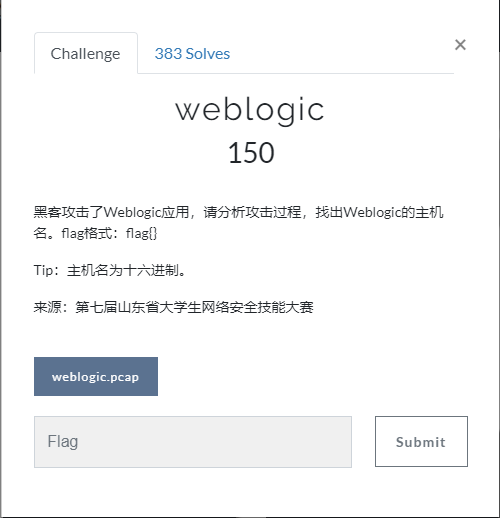 Challenge
383 Solves
×
weblogic
150
黑客攻击了Weblogic应用，请分析攻击过程，找出Weblogic的主机
名。flag格式：flag{}
Tip：主机名为十六进制。
来源：第七届山东省大学生网络安全技能大赛
weblogic.pcap
Flag
Submit